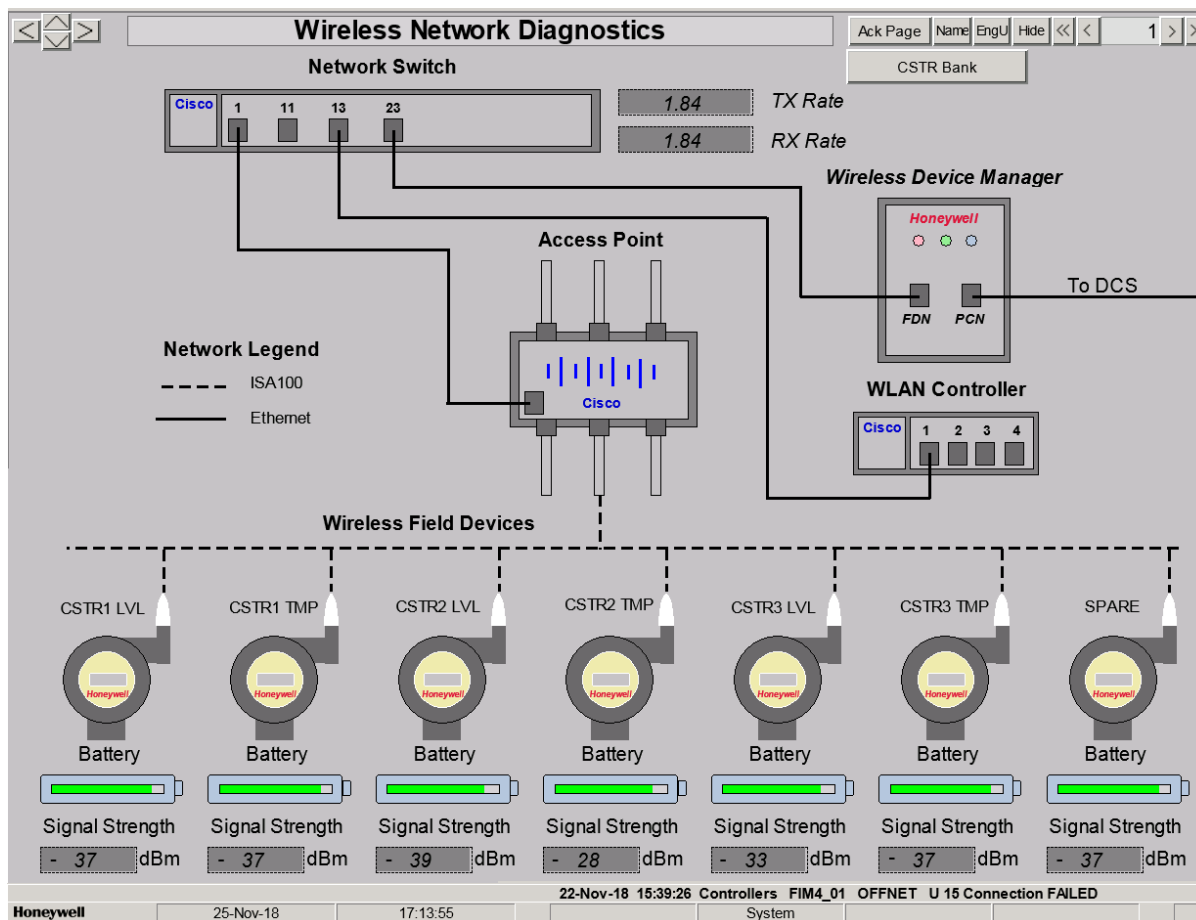 Wireless Network Diagnostics
Ack Page Name EngU Hide 1
CSTR Bank
Network Switch
Cisco 1 11 13 23
1.84 TX Rate
1.84 RX Rate
Wireless Device Manager
Honeywell
FDN PCN
To DCS
Access Point
Cisco
Network Legend
ISA100
Ethernet
WLAN Controller
Cisco 1 2 3 4
Wireless Field Devices
CSTR1 LVL CSTR1 TMP CSTR2 LVL CSTR2 TMP CSTR3 LVL CSTR3 TMP SPARE
Honeywell Honeywell Honeywell Honeywell Honeywell Honeywell Honeywell
Battery Battery Battery Battery Battery Battery Battery
Signal Strength Signal Strength Signal Strength Signal Strength Signal Strength Signal Strength Signal Strength
- 37 dBm - 37 dBm - 39 dBm - 28 dBm - 33 dBm - 37 dBm - 37 dBm
22-Nov-18 15:39:26 Controllers FIM4_01 OFFNET U 15 Connection FAILED
Honeywell 25-Nov-18 17:13:55 System